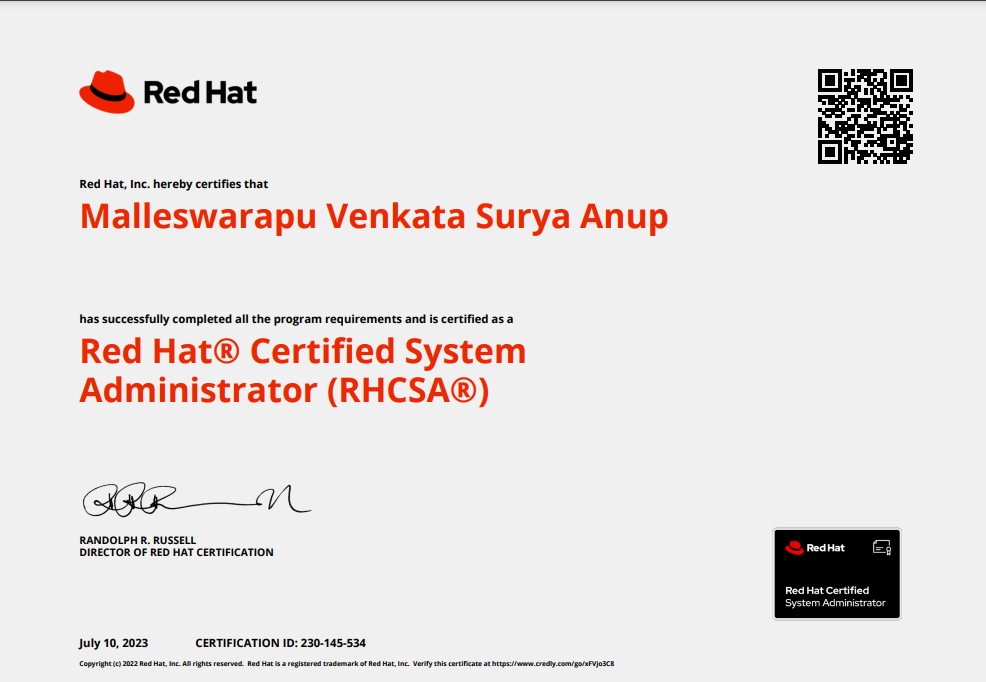 Red Hat
Red Hat, Inc. hereby certifies that
Malleswarapu Venkata Surya Anup
has successfully completed all the program requirements and is certified as a
Red Hat® Certified System
Administrator (RHCSA®)
RANDOLPH R. RUSSELL
DIRECTOR OF RED HAT CERTIFICATION
Red Hat
Red Hat Certified
System Administrator
July 10, 2023 CERTIFICATION ID: 230-145-534
Copyright (c) 2022 Red Hat, Inc. All rights reserved. Red Hat is a registered trademark of Red Hat, Inc. Verify this certificate at https://www.credly.com/go/xFVjo3C8